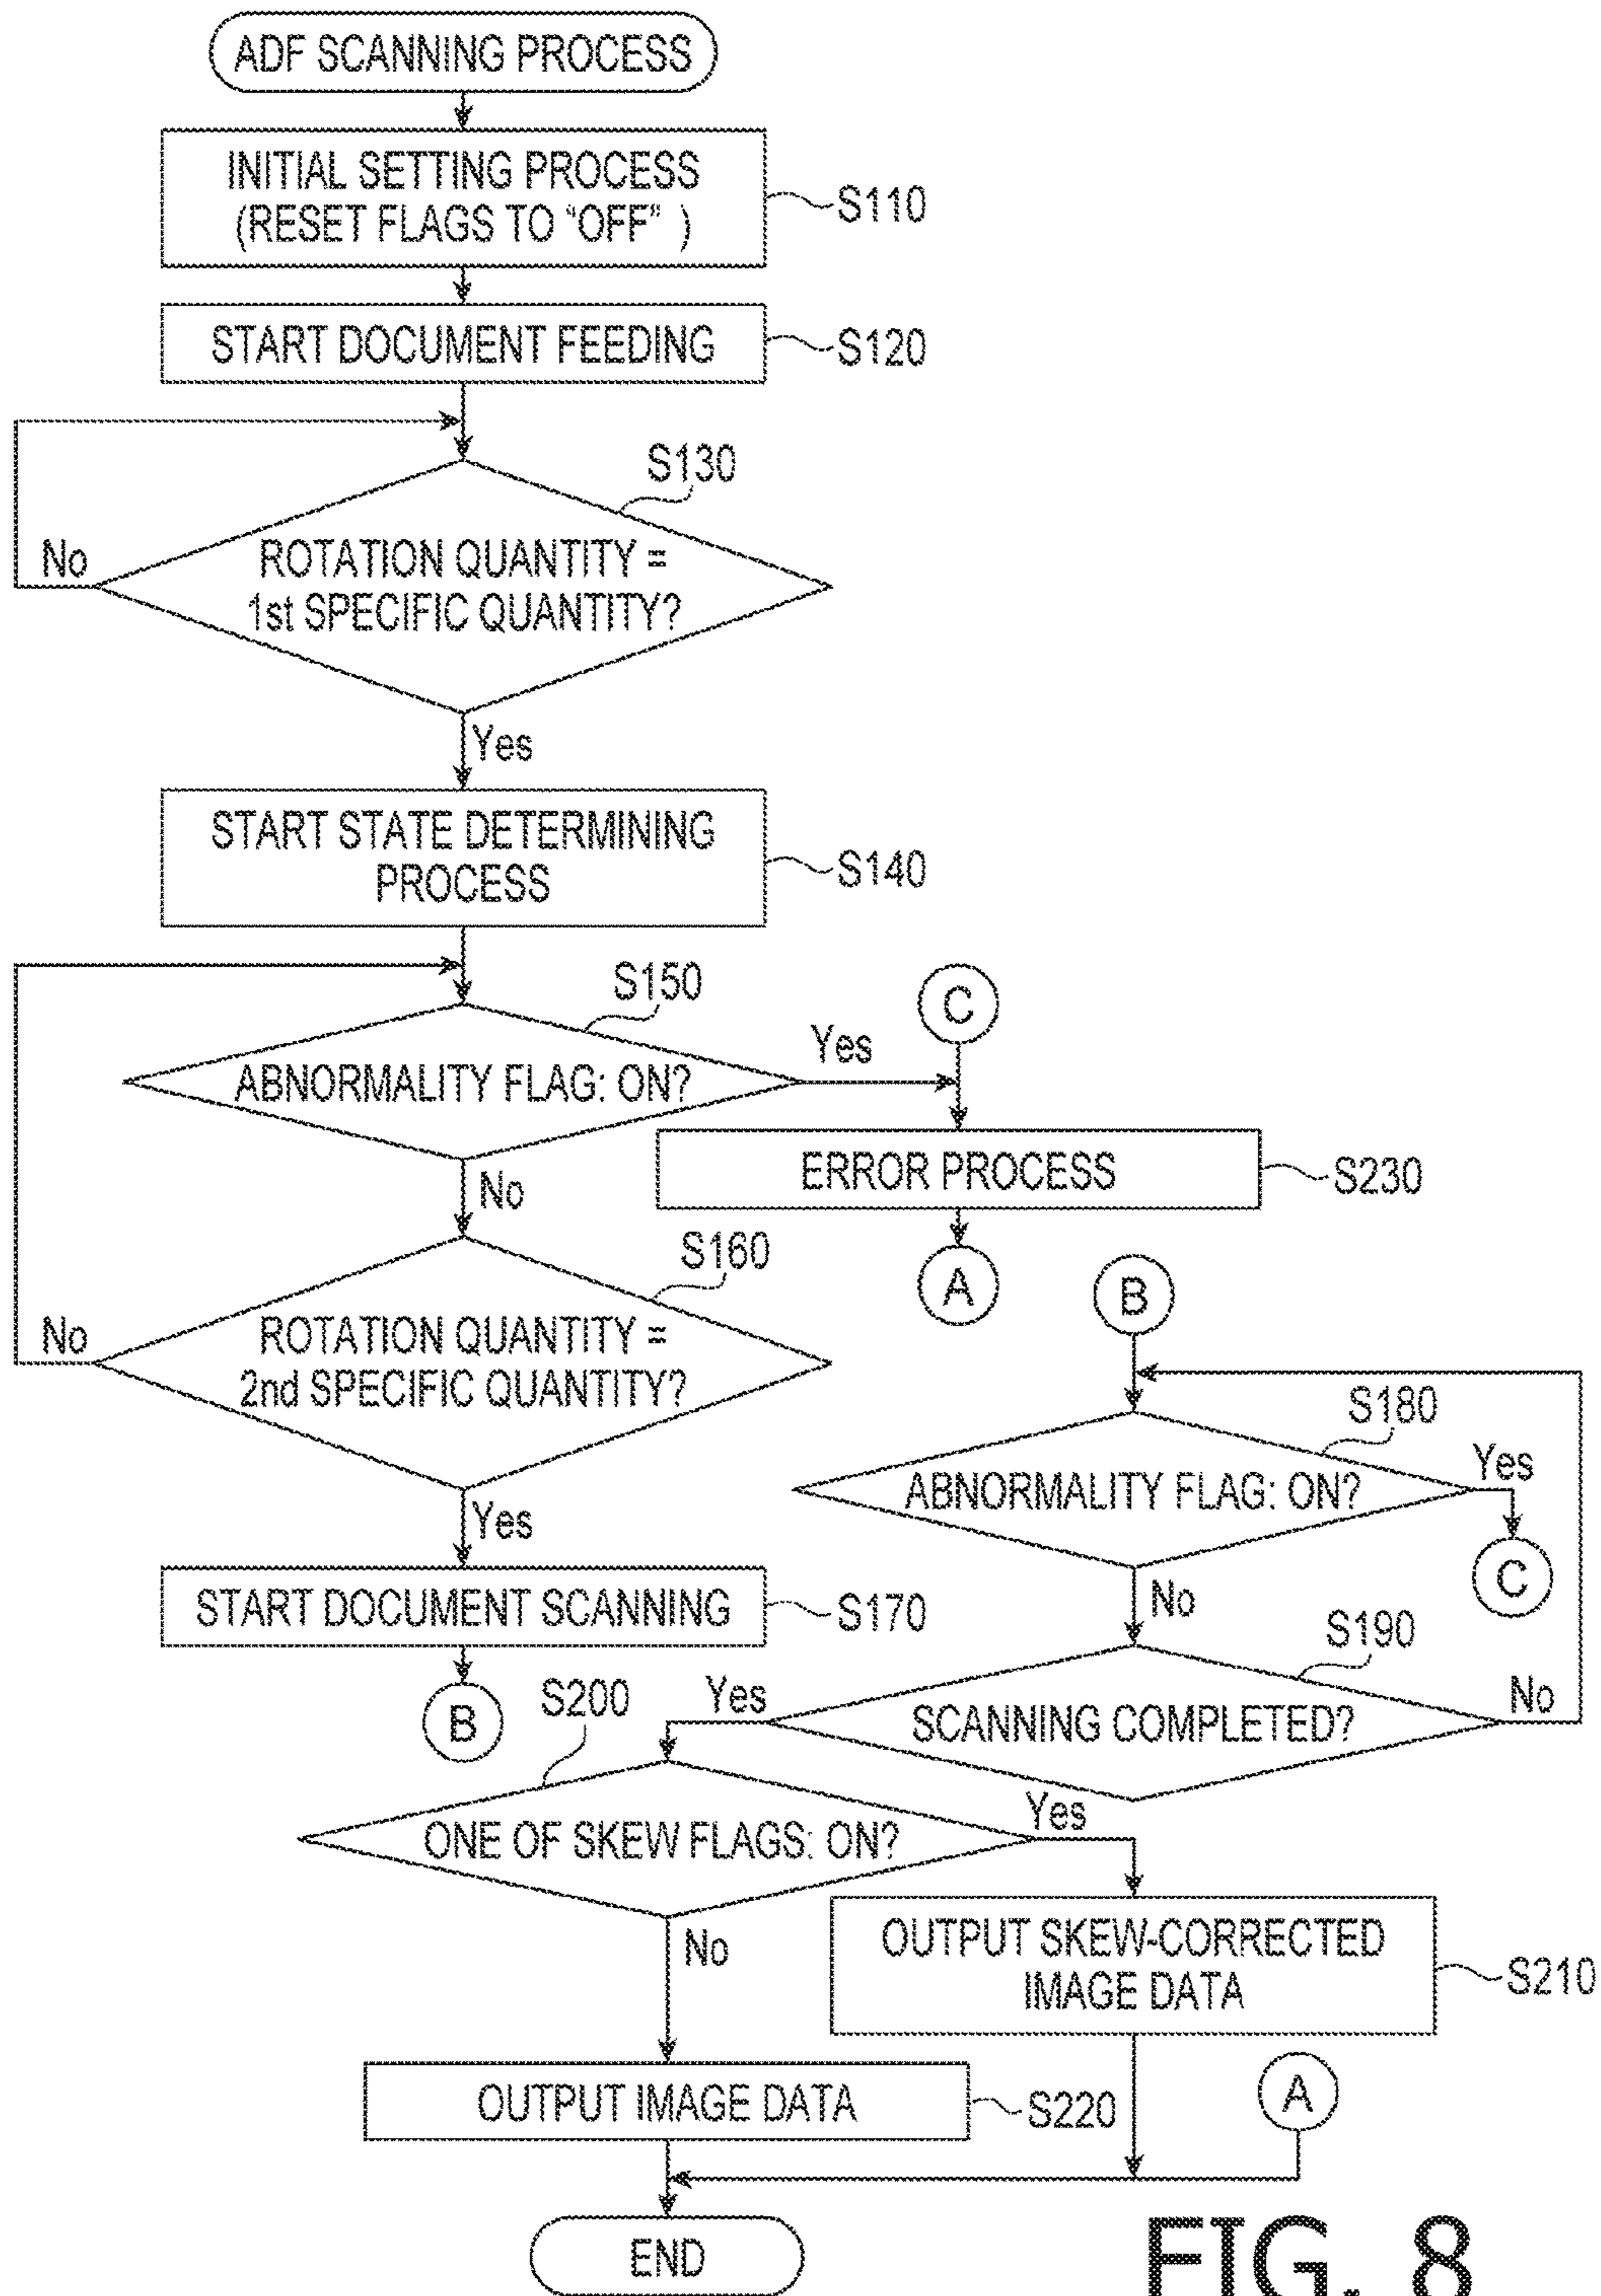 ADF SCANNING PROCESS
INITIAL SETTING PROCESS
(RESET FLAGS TO "OFF" )
S110
START DOCUMENT FEEDING
S120
S130
No
ROTATION QUANTITY =
1st SPECIFIC QUANTITY?
Yes
START STATE DETERMINING
PROCESS
S140
S150
C
Yes
ABNORMALITY FLAG: ON?
ERROR PROCESS
S230
No
S160
A
B
No
ROTATION QUANTITY =
2nd SPECIFIC QUANTITY?
S180
Yes
ABNORMALITY FLAG: ON?
Yes
C
START DOCUMENT SCANNING
S170
No
S190
B
S200
Yes
SCANNING COMPLETED?
No
ONE OF SKEW FLAGS: ON?
Yes
No
OUTPUT SKEW-CORRECTED
IMAGE DATA
S210
OUTPUT IMAGE DATA
S220
A
END
FIG. 8